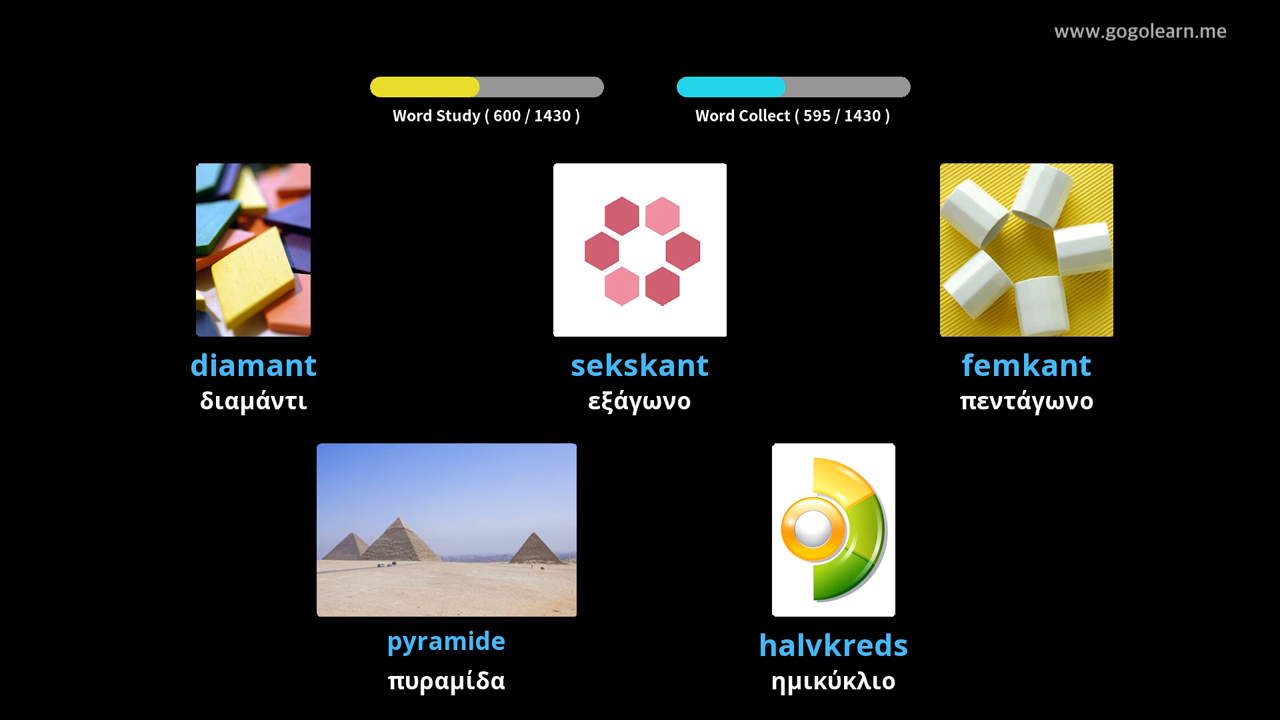 www.gogolearn.me
Word Study ( 600 / 1430 )
Word Collect ( 595 / 1430 )
diamant
διαμάντι
sekskant
εξάγωνο
femkant
πεντάγωνο
pyramide
πυραμίδα
halvkreds
ημικύκλιο